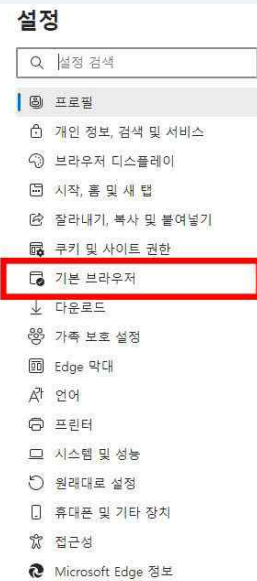 설정
설정 검색
프로필
개인 정보, 검색 및 서비스
브라우저 디스플레이
시작, 홈 및 새 탭
잘라내기, 복사 및 붙여넣기
쿠키 및 사이트 권한
기본 브라우저
다운로드
가족 보호 설정
Edge 막대
언어
프린터
시스템 및 성능
원래대로 설정
휴대폰 및 기타 장치
접근성
Microsoft Edge 정보